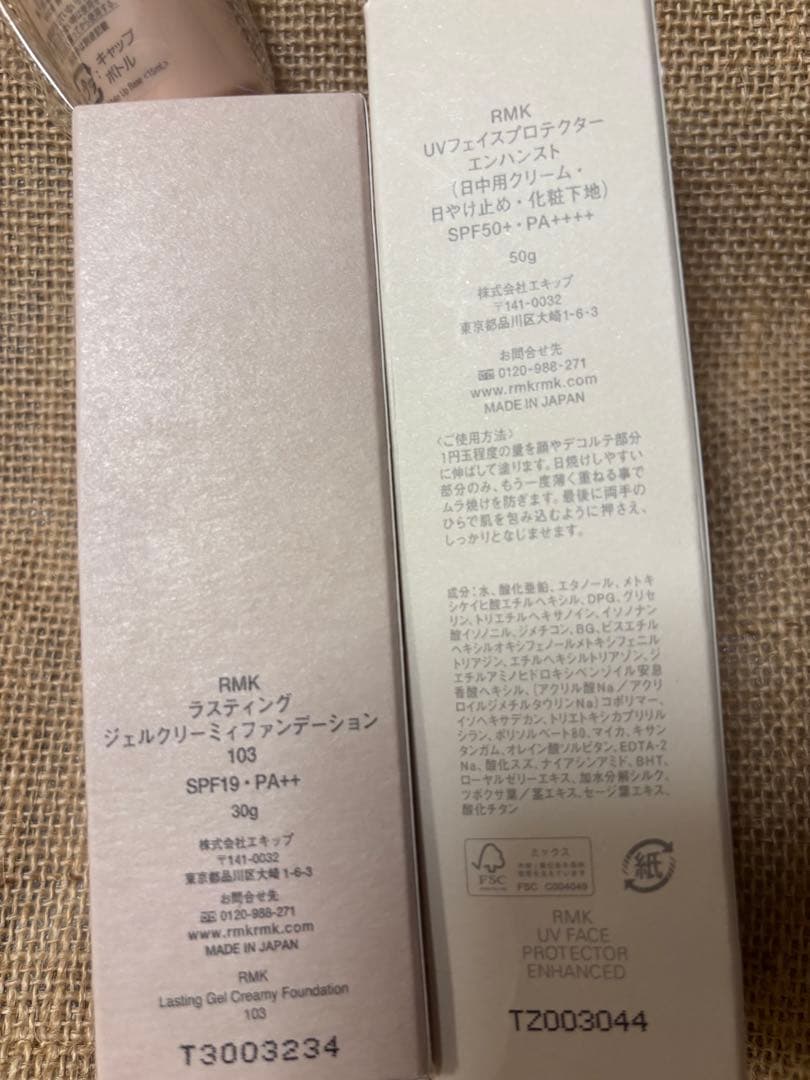 キャップ
ボトル
RMK
ラスティング
ジェルクリーミィファンデーション
103
SPF19・PA++
30g
株式会社エキップ
〒141-0032
東京都品川区大崎1-6-3
お問合せ先
0120-988-271
www.rmkrmk.com
MADE IN JAPAN
RMK
Lasting Gel Creamy Foundation
103
T3003234
RMK
UVフェイスプロテクター
エンハンスト
(日中用クリーム・
日やけ止め・化粧下地)
SPF50+・PA++++
50g
株式会社エキップ
〒141-0032
東京都品川区大崎1-6-3
お問合せ先
0120-988-271
www.rmkrmk.com
MADE IN JAPAN
〈ご使用方法〉
1円玉程度の量を顔やデコルテ部分
に伸ばして塗ります。日焼けしやすい
部分のみ、もう一度薄く重ねる事で
ムラ焼けを防ぎます。最後に両手の
ひらで肌を包み込むように押さえ、
しっかりとなじませます。
成分:水、酸化亜鉛、エタノール、メトキ
シケイヒ酸エチルヘキシル、DPG、グリセ
リン、トリエチルヘキサノイン、イソノナン
酸イソノニル、ジメチコン、BG、ビスエチル
ヘキシルオキシフェノールメトキシフェニル
トリアジン、エチルヘキシルトリアゾン、ジ
エチルアミノヒドロキシベンゾイル安息
香酸ヘキシル、(アクリル酸Na/アクリ
ロイルジメチルタウリンNa)コポリマー、
イソヘキサデカン、トリエトキシカプリリル
シラン、ポリソルベート80、マイカ、キサン
タンガム、オレイン酸ソルビタン、EDTA-2
Na、酸化スズ、ナイアシンアミド、BHT、
ローヤルゼリーエキス、加水分解シルク、
ツボクサ葉/茎エキス、セージ葉エキス、
酸化チタン
FSC
ミックス
FSC C004049
紙
RMK
UV FACE
PROTECTOR
ENHANCED
TZ003044